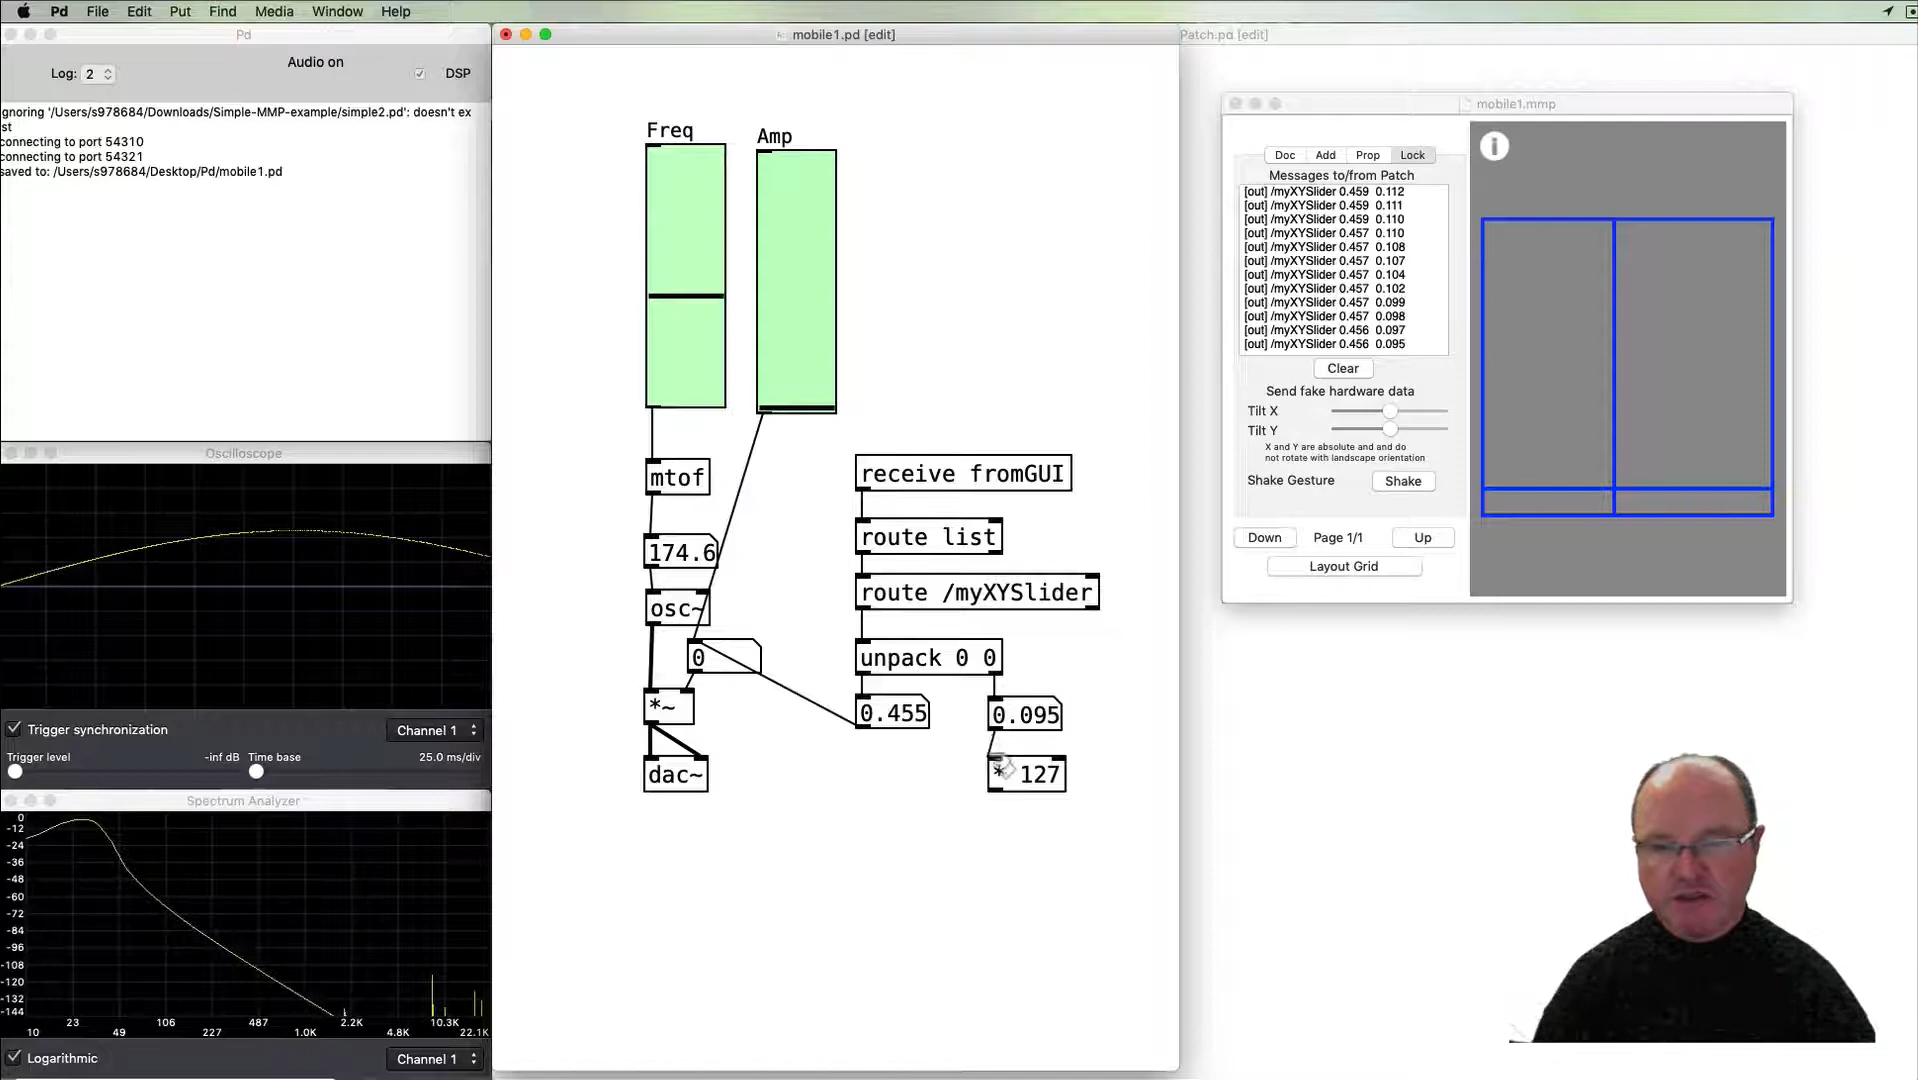 Pd File Edit Put Find Media Window Help
Pd
Log: 2
Audio on
DSP
gnoring '/Users/s978684/Downloads/Simple-MMP-example/simple2.pd': doesn't ex
st
connecting to port 54310
connecting to port 54321
saved to: /Users/s978684/Desktop/Pd/mobile1.pd
Oscilloscope
Trigger synchronization
Channel 1
Trigger level
-inf dB
Time base
25.0 ms/div
Spectrum Analyzer
0
-12
-24
-36
-48
-60
-72
-84
-96
-108
-120
-132
-144
23 106 487 2.2K 10.3K
10 49 227 1.0K 4.8K 22.1K
Logarithmic
Channel 1
mobile1.pd [edit]
Freq
Amp
mtof
174.6
osc~
0
*~
dac~
receive fromGUI
route list
route /myXYSlider
unpack 0 0
0.455
0.095
* 127
Patch.pd [edit]
mobile1.mmp
Doc Add Prop Lock
Messages to/from Patch
[out] /myXYSlider 0.459 0.112
[out] /myXYSlider 0.459 0.111
[out] /myXYSlider 0.459 0.110
[out] /myXYSlider 0.457 0.110
[out] /myXYSlider 0.457 0.108
[out] /myXYSlider 0.457 0.107
[out] /myXYSlider 0.457 0.104
[out] /myXYSlider 0.457 0.102
[out] /myXYSlider 0.457 0.099
[out] /myXYSlider 0.457 0.098
[out] /myXYSlider 0.456 0.097
[out] /myXYSlider 0.456 0.095
Clear
Send fake hardware data
Tilt X
Tilt Y
X and Y are absolute and and do
not rotate with landscape orientation
Shake Gesture
Shake
Down
Page 1/1
Up
Layout Grid
i